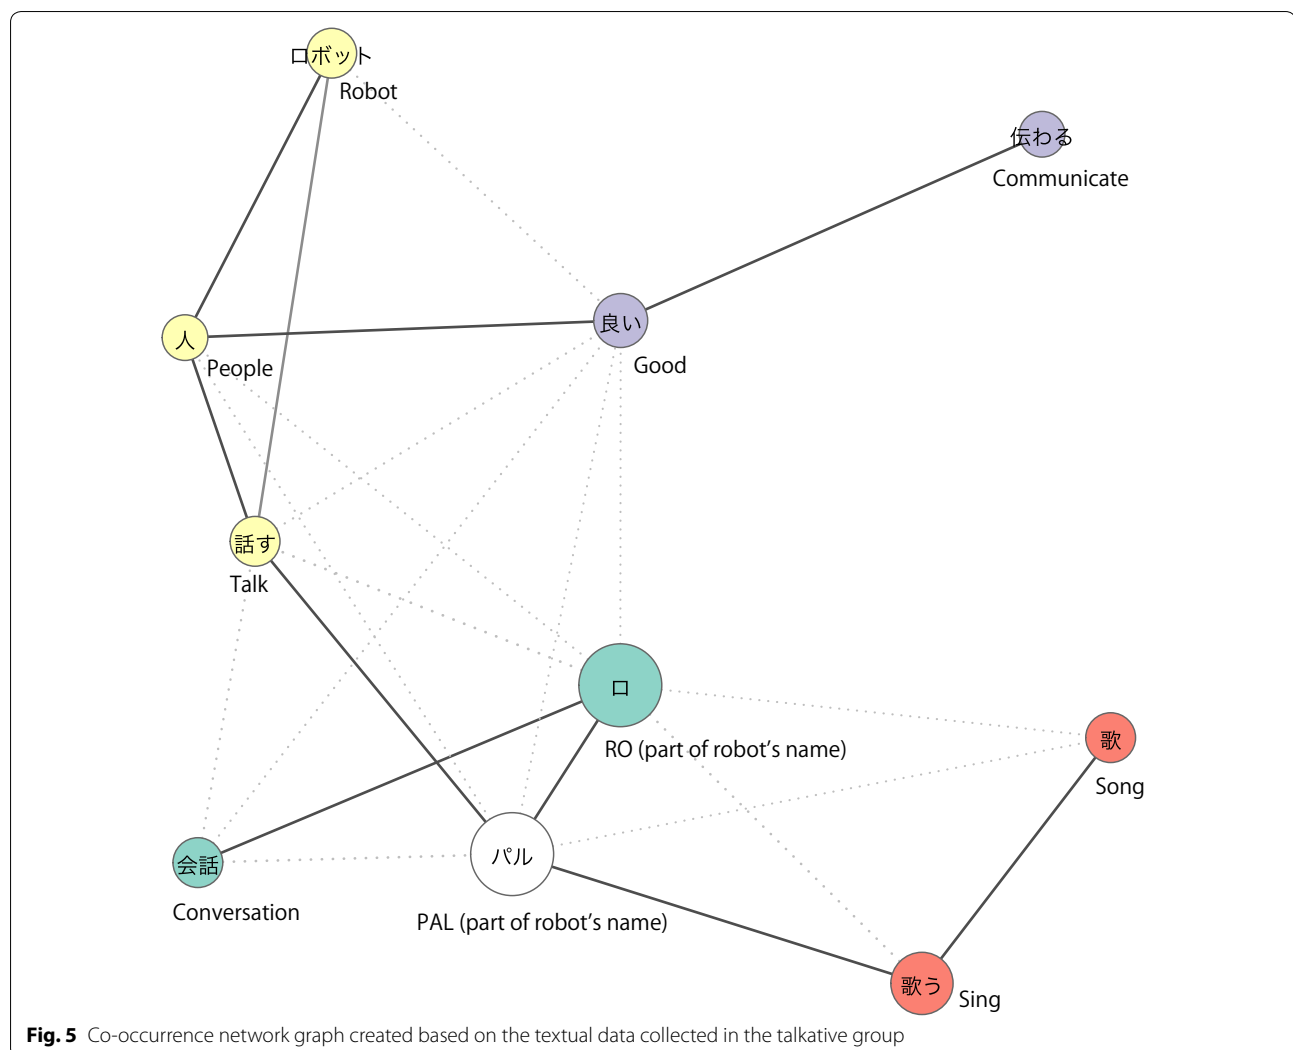 ロボット
Robot
伝わる
Communicate
良い
Good
人
People
話す
Talk
ロ
RO (part of robot’s name)
歌
Song
会話
Conversation
パル
PAL (part of robot’s name)
歌う
Sing
Fig. 5 Co-occurrence network graph created based on the textual data collected in the talkative group